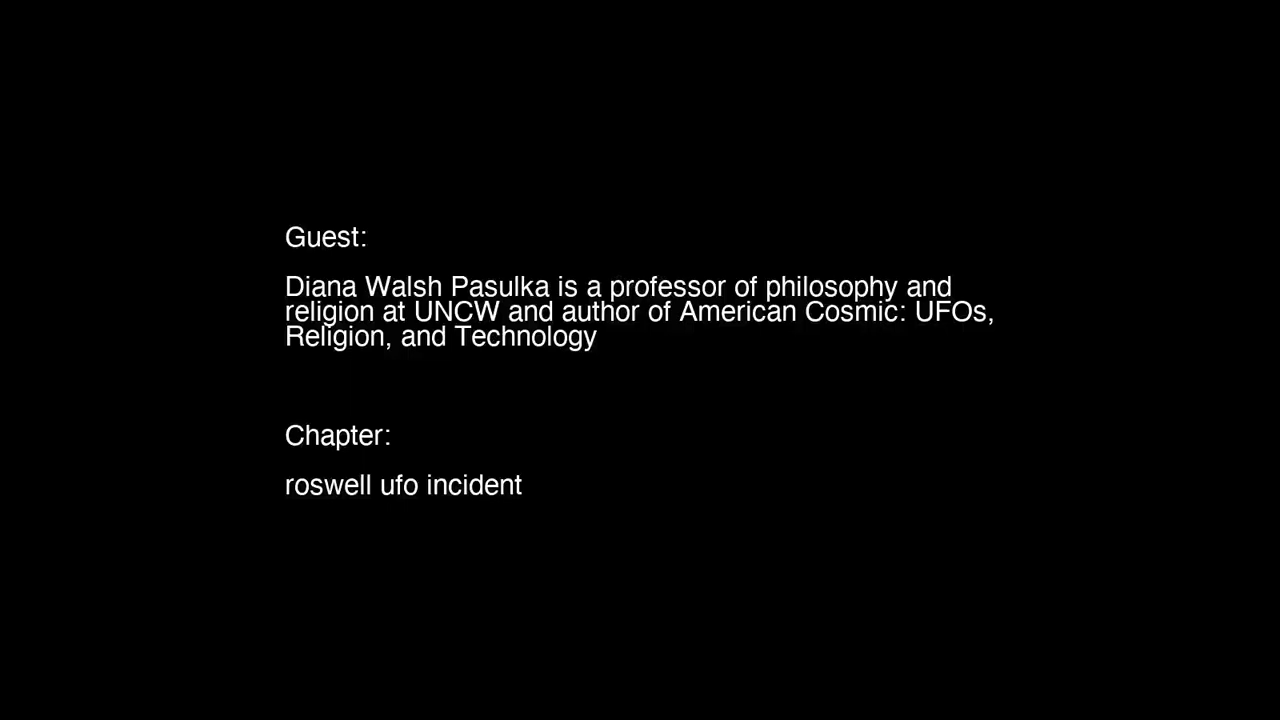 Guest:
Diana Walsh Pasulka is a professor of philosophy and
religion at UNCW and author of American Cosmic: UFOs,
Religion, and Technology
Chapter:
roswell ufo incident